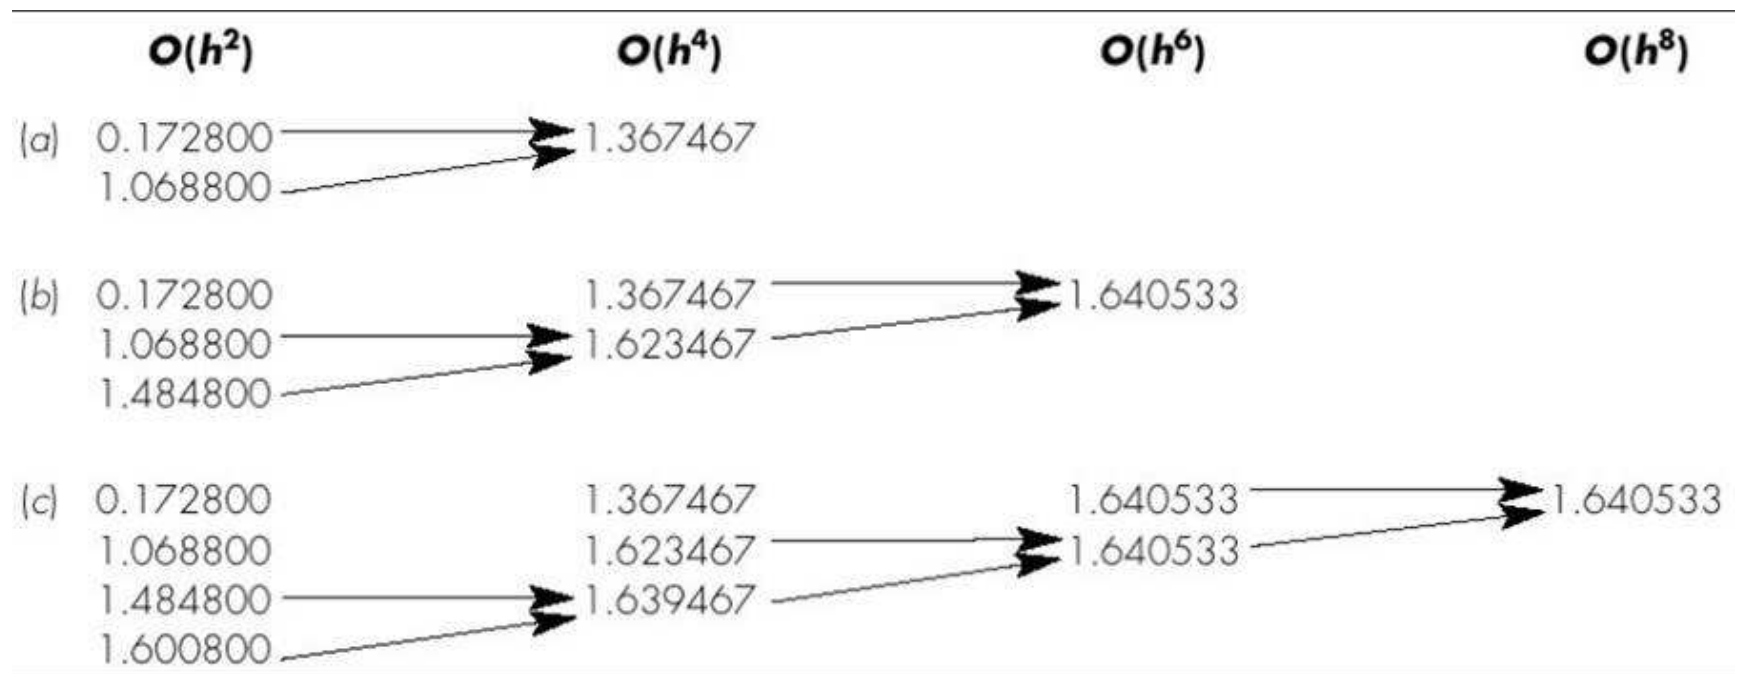 O(h²) O(h⁴) O(h⁶) O(h⁸)
(a) 0.172800 1.367467
1.068800
(b) 0.172800 1.367467 1.640533
1.068800 1.623467
1.484800
(c) 0.172800 1.367467 1.640533 1.640533
1.068800 1.623467 1.640533
1.484800 1.639467
1.600800